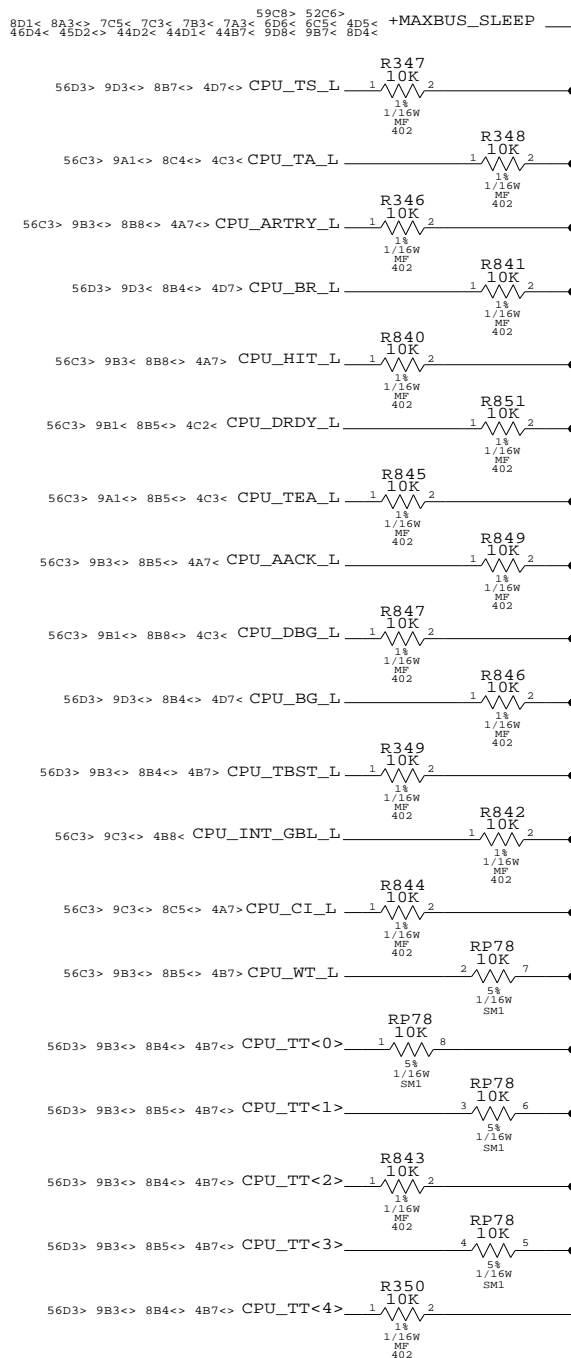 59C8> 52C6>
8D1< 8A3<> 7C5< 7C3< 7B3< 7A3< 6D6< 6C5< 4D5< +MAXBUS_SLEEP
46D4< 45D2<> 44D2< 44D1< 44B7< 9D8< 9B7< 8D4<
R347
10K
56D3> 9D3<> 8B7<> 4D7<> CPU_TS_L 1 2
1%
1/16W
MF
402
R348
10K
56C3> 9A1<> 8C4<> 4C3< CPU_TA_L 1 2
1%
1/16W
MF
402
R346
10K
56C3> 9B3<> 8B8<> 4A7<> CPU_ARTRY_L 1 2
1%
1/16W
MF
402
R841
10K
56D3> 9D3< 8B4<> 4D7> CPU_BR_L 1 2
1%
1/16W
MF
402
R840
10K
56C3> 9B3< 8B8<> 4A7> CPU_HIT_L 1 2
1%
1/16W
MF
402
R851
10K
56C3> 9B1< 8B5<> 4C2< CPU_DRDY_L 1 2
1%
1/16W
MF
402
R845
10K
56C3> 9A1<> 8B5<> 4C3< CPU_TEA_L 1 2
1%
1/16W
MF
402
R849
10K
56C3> 9B3<> 8B5<> 4A7< CPU_AACK_L 1 2
1%
1/16W
MF
402
R847
10K
56C3> 9B1<> 8B8<> 4C3< CPU_DBG_L 1 2
1%
1/16W
MF
402
R846
10K
56D3> 9D3<> 8B4<> 4D7< CPU_BG_L 1 2
1%
1/16W
MF
402
R349
10K
56D3> 9B3<> 8B4<> 4B7> CPU_TBST_L 1 2
1%
1/16W
MF
402
R842
10K
56C3> 9C3<> 4B8< CPU_INT_GBL_L 1 2
1%
1/16W
MF
402
R844
10K
56C3> 9C3<> 8C5<> 4A7> CPU_CI_L 1 2
1%
1/16W
MF
402
RP78
10K
56C3> 9B3<> 8B5<> 4B7> CPU_WT_L 2 7
5%
1/16W
SM1
RP78
10K
56D3> 9B3<> 8B4<> 4B7<> CPU_TT<0> 1 8
5%
1/16W
SM1
RP78
10K
56D3> 9B3<> 8B5<> 4B7<> CPU_TT<1> 3 6
5%
1/16W
SM1
R843
10K
56D3> 9B3<> 8B4<> 4B7<> CPU_TT<2> 1 2
1%
1/16W
MF
402
RP78
10K
56D3> 9B3<> 8B5<> 4B7<> CPU_TT<3> 4 5
5%
1/16W
SM1
R350
10K
56D3> 9B3<> 8B4<> 4B7<> CPU_TT<4> 1 2
1%
1/16W
MF
402